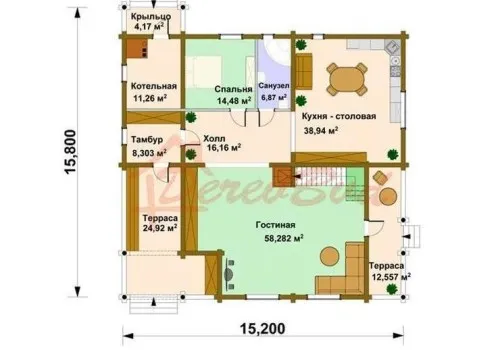 Крыльцо
4,17 м²
Котельная
11,26 м²
Спальня
14,48 м²
Санузел
6,87 м²
Кухня - столовая
38,94 м²
Тамбур
8,303 м²
Холл
16,16 м²
DerevBud
Терраса
24,92 м²
Гостиная
58,282 м²
Терраса
12,557 м²
15,800
15,200